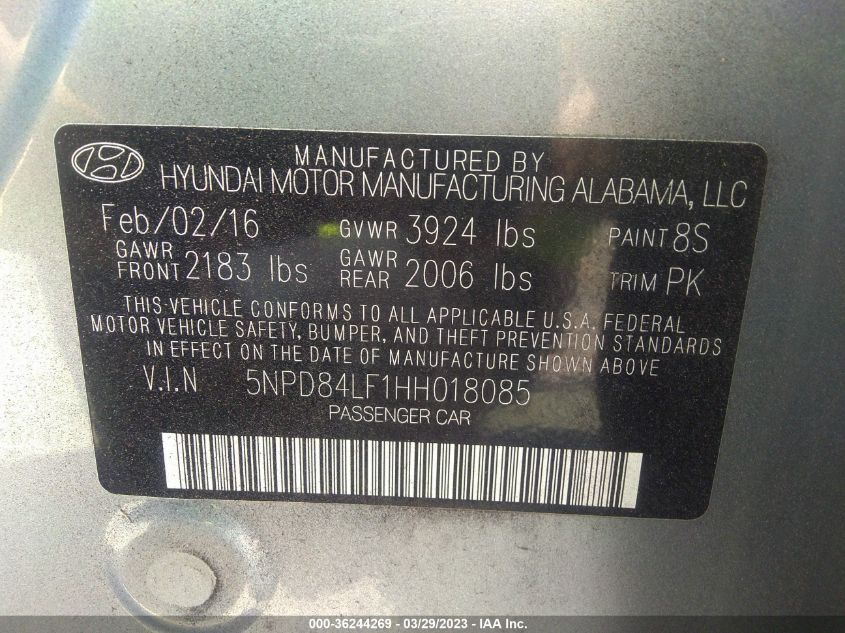 MANUFACTURED BY
HYUNDAI MOTOR MANUFACTURING ALABAMA, LLC
Feb/02/16 GVWR 3924 lbs PAINT 8S
GAWR FRONT 2183 lbs GAWR REAR 2006 lbs TRIM PK
THIS VEHICLE CONFORMS TO ALL APPLICABLE U.S.A. FEDERAL
MOTOR VEHICLE SAFETY, BUMPER, AND THEFT PREVENTION STANDARDS
IN EFFECT ON THE DATE OF MANUFACTURE SHOWN ABOVE
V.I.N 5NPD84LF1HH018085
PASSENGER CAR
000-36244269 - 03/29/2023 - IAA Inc.